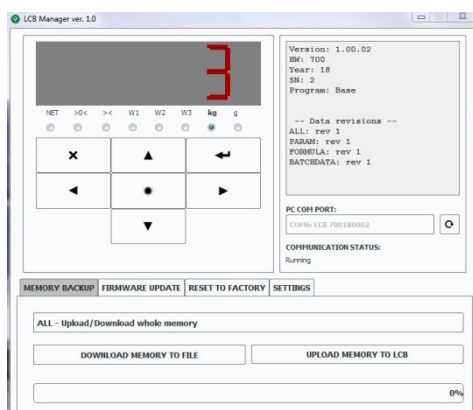 LCB Manager ver. 1.0
3
NET >0< >< W1 W2 W3 kg g
Version: 1.00.02
HW: 700
Year: 18
SN: 2
Program: Base
-- Data revisions --
ALL: rev 1
PARAM: rev 1
FORMULA: rev 1
BATCHDATA: rev 1
PC COM PORT:
COM6: LCB 700180002
COMMUNICATION STATUS:
Running
MEMORY BACKUP FIRMWARE UPDATE RESET TO FACTORY SETTINGS
ALL - Upload/Download whole memory
DOWNLOAD MEMORY TO FILE UPLOAD MEMORY TO LCB
0%